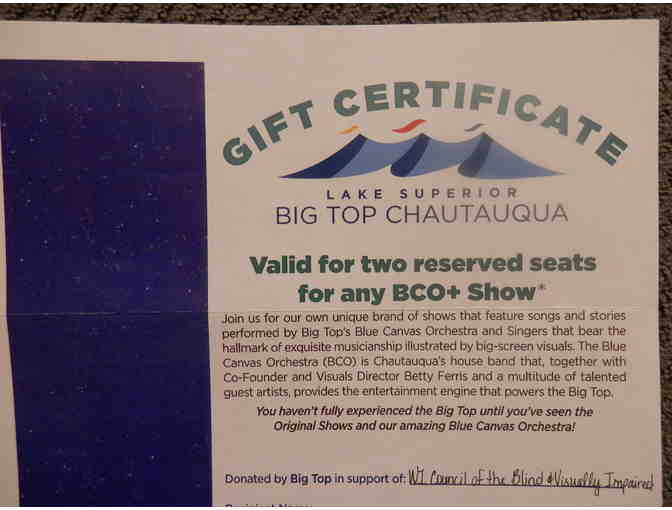 GIFT CERTIFICATE
LAKE SUPERIOR
BIG TOP CHAUTAUQUA
Valid for two reserved seats
for any BCO+ Show*
Join us for our own unique brand of shows that feature songs and stories
performed by Big Top's Blue Canvas Orchestra and Singers that bear the
hallmark of exquisite musicianship illustrated by big-screen visuals. The Blue
Canvas Orchestra (BCO) is Chautauqua's house band that, together with
Co-Founder and Visuals Director Betty Ferris and a multitude of talented
guest artists, provides the entertainment engine that powers the Big Top.
You haven't fully experienced the Big Top until you've seen the
Original Shows and our amazing Blue Canvas Orchestra!
Donated by Big Top in support of: WI Council of the Blind & Visually Impaired